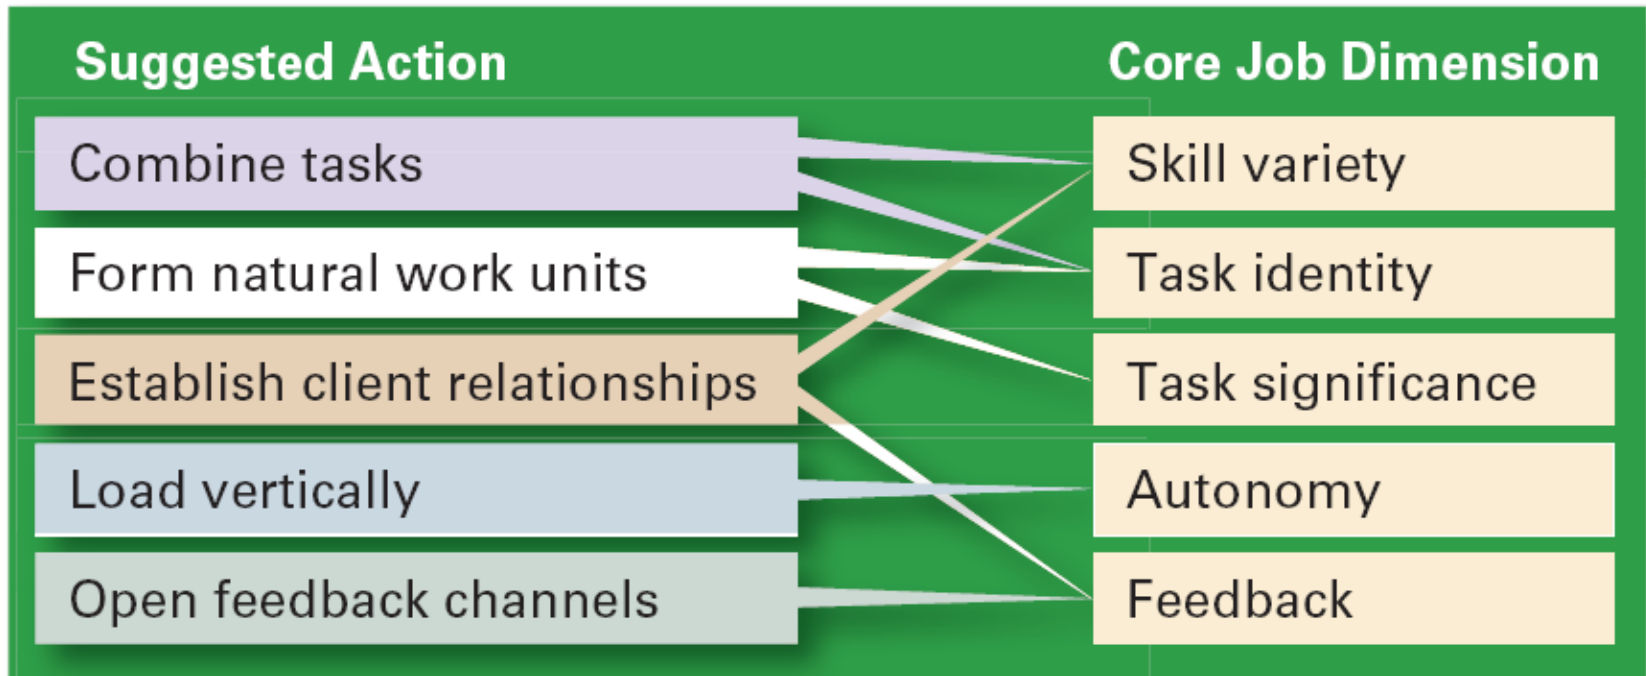 Suggested Action
Core Job Dimension
Combine tasks
Skill variety
Form natural work units
Task identity
Establish client relationships
Task significance
Load vertically
Autonomy
Open feedback channels
Feedback